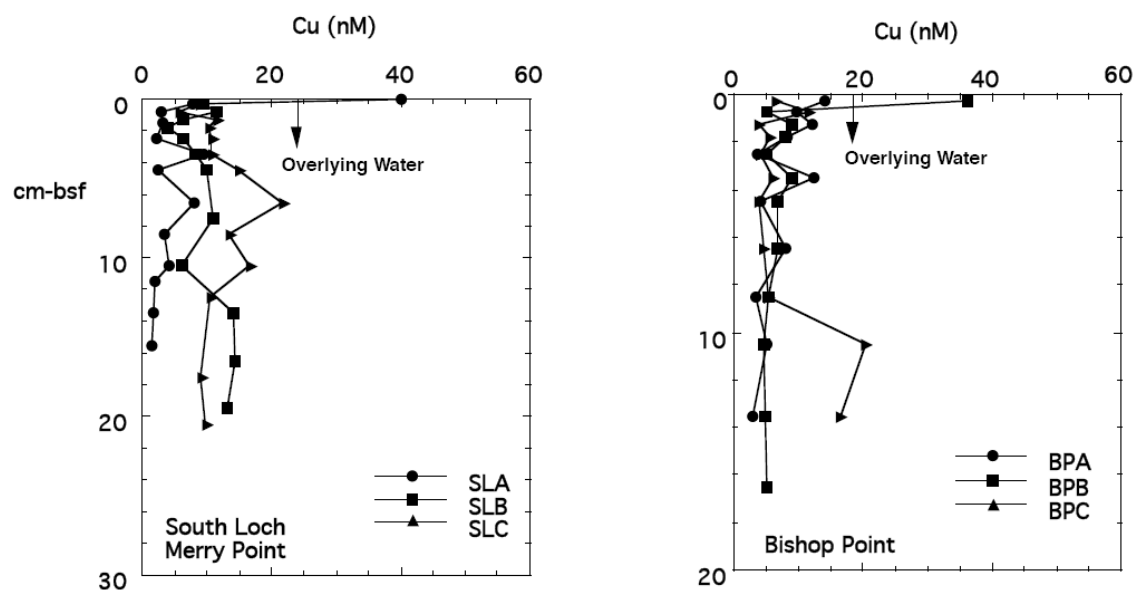 Cu (nM)
0 20 40 60
0
Overlying Water
cm-bsf
10
20
SLA
SLB
SLC
South Loch
Merry Point
30
Cu (nM)
0 20 40 60
0
Overlying Water
10
BPA
BPB
BPC
Bishop Point
20